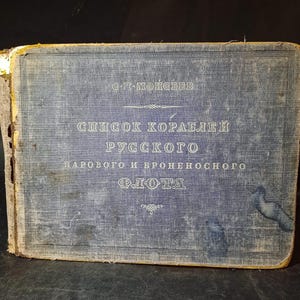 С·П·МОИСЕЕВ
СПИСОК КОРАБЛЕЙ
РУССКОГО
ПАРОВОГО И БРОНЕНОСНОГО
ФЛОТА